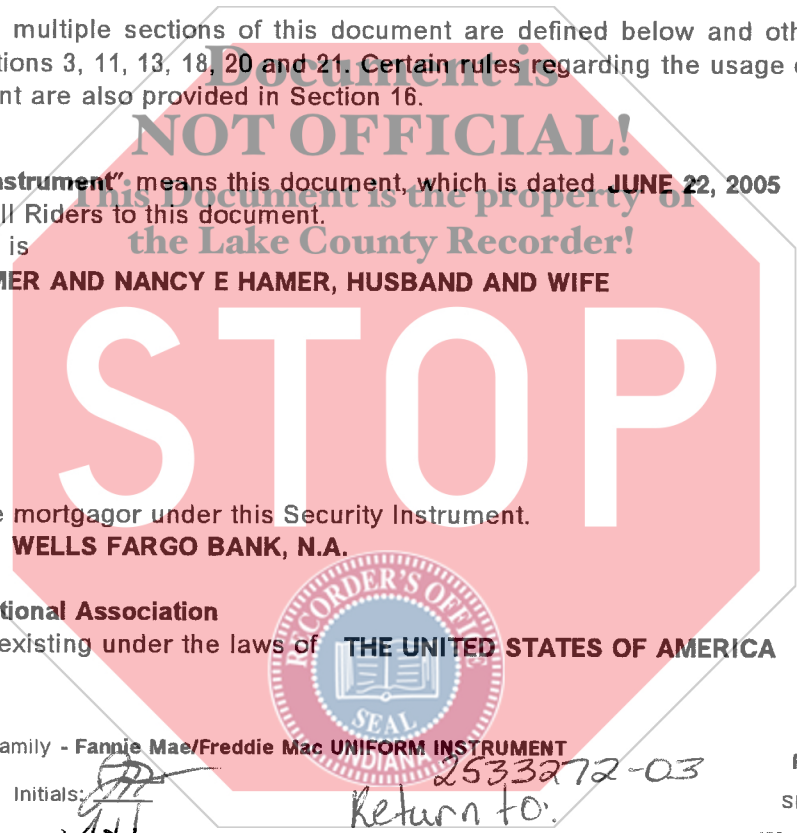 multiple sections of this document are defined below and oth
tions 3, 11, 13, 18, 20 and 21. Certain rules regarding the usage
Document is
nt are also provided in Section 16.
NOT OFFICIAL!
nstrument" means this document, which is dated JUNE 22, 2005
This Document is the property of
ll Riders to this document.
is
the Lake County Recorder!
MER AND NANCY E HAMER, HUSBAND AND WIFE
STOP
e mortgagor under this Security Instrument.
WELLS FARGO BANK, N.A.
tional Association
existing under the laws of THE UNITED STATES OF AMERICA
RECORDER'S OFFICE
SEAL
INDIANA
amily - Fannie Mae/Freddie Mac UNIFORM INSTRUMENT
2533272-03
Initials:
Return to: